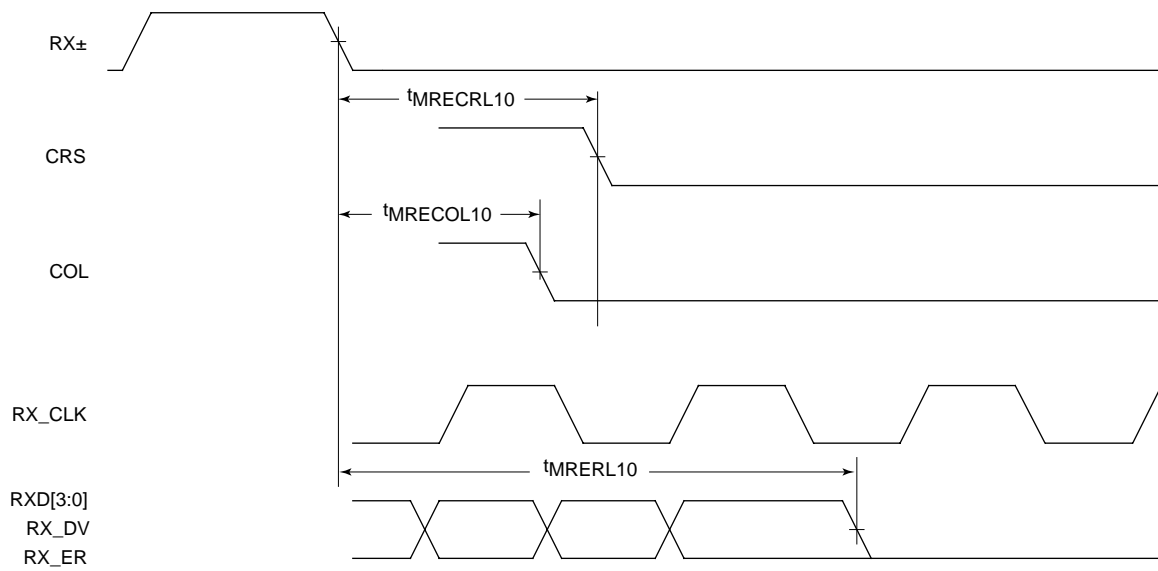 RX±
tMRECRL10
CRS
tMRECOL10
COL
RX_CLK
tMRERL10
RXD[3:0]
RX_DV
RX_ER